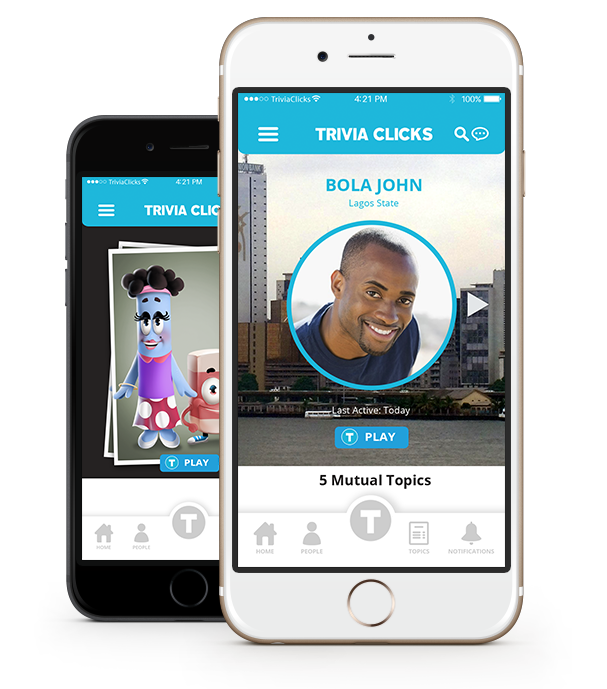 TriviaClicks 4:21 PM
TRIVIA CLIC
T PLAY
HOME PEOPLE T
TriviaClicks 4:21 PM 100%
TRIVIA CLICKS
BOLA JOHN
Lagos State
Last Active: Today
T PLAY
5 Mutual Topics
T
HOME PEOPLE TOPICS NOTIFICATIONS